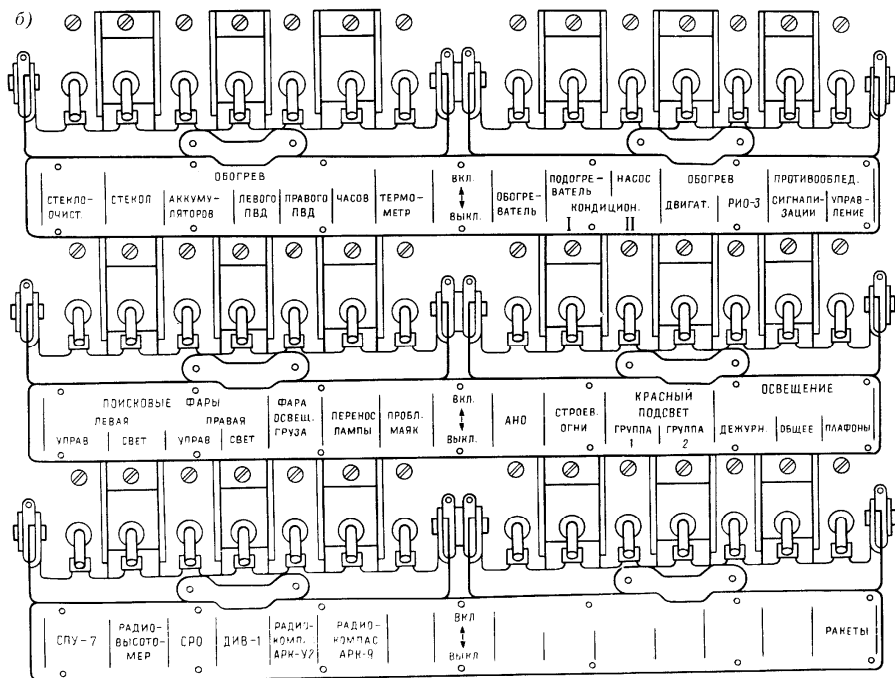 б)
ОБОГРЕВ
СТЕКЛО-
ОЧИСТ.
СТЕКОЛ
АККУМУ-
ЛЯТОРОВ
ЛЕВОГО
ПВД
ПРАВОГО
ПВД
ЧАСОВ
ТЕРМО-
МЕТР
ВКЛ.
ВЫКЛ.
ОБОГРЕ-
ВАТЕЛЬ
ПОДОГРЕ-
ВАТЕЛЬ
НАСОС
КОНДИЦИОН.
I II
ОБОГРЕВ
ДВИГАТ.
РИО-3
ПРОТИВООБЛЕД.
СИГНАЛИ-
ЗАЦИИ
УПРАВ-
ЛЕНИЕ
ПОИСКОВЫЕ ФАРЫ
ЛЕВАЯ ПРАВАЯ
УПРАВ СВЕТ УПРАВ СВЕТ
ФАРА
ОСВЕЩ.
ГРУЗА
ПЕРЕНОС
ЛАМПЫ
ПРОБЛ.
МАЯК
ВКЛ.
ВЫКЛ.
АНО
СТРОЕВ.
ОГНИ
КРАСНЫЙ
ПОДСВЕТ
ГРУППА
1
ГРУППА
2
ОСВЕЩЕНИЕ
ДЕЖУРН. ОБЩЕЕ ПЛАФОНЫ
СПУ-7
РАДИО-
ВЫСОТО-
МЕР
СРО
ДИВ-1
РАДИО-
КОМП.
АРК-У2
РАДИО-
КОМПАС
АРК-9
ВКЛ
ВЫКЛ
РАКЕТЫ